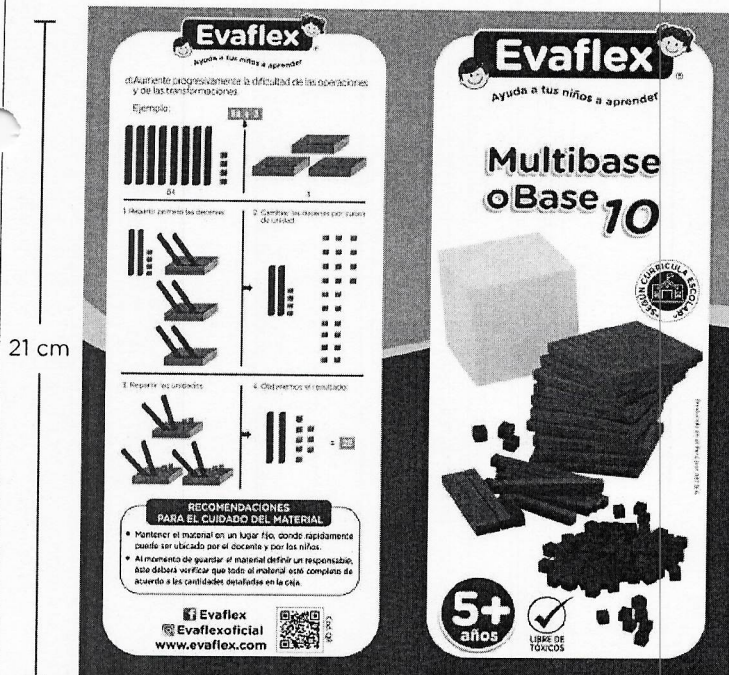 21 cm
Evaflex
Ayuda a tus niños a aprender
d) Aumente progresivamente la dificultad de las operaciones
y de las transformaciones.
Ejemplo:
84
3
1. Reparto primero las decenas
2. Cambiar las decenas por cubos
de unidad
3. Repartir las unidades
4. Obtenemos el resultado
=
RECOMENDACIONES
PARA EL CUIDADO DEL MATERIAL
• Mantener el material en un lugar fijo, donde rapidamente
puede ser ubicado por el docente y por los niños.
• Al momento de guardar el material definir un responsable,
éste deberá verificar que todo el material esté completo de
acuerdo a las cantidades detalladas en la caja.
Evaflex
Evaflexoficial
www.evaflex.com
Cod. QR
Evaflex
®
Ayuda a tus niños a aprender
Multibase
o Base 10
"SEGÚN CURRICULA ESCOLAR"
5+
años
LIBRE DE
TÓXICOS